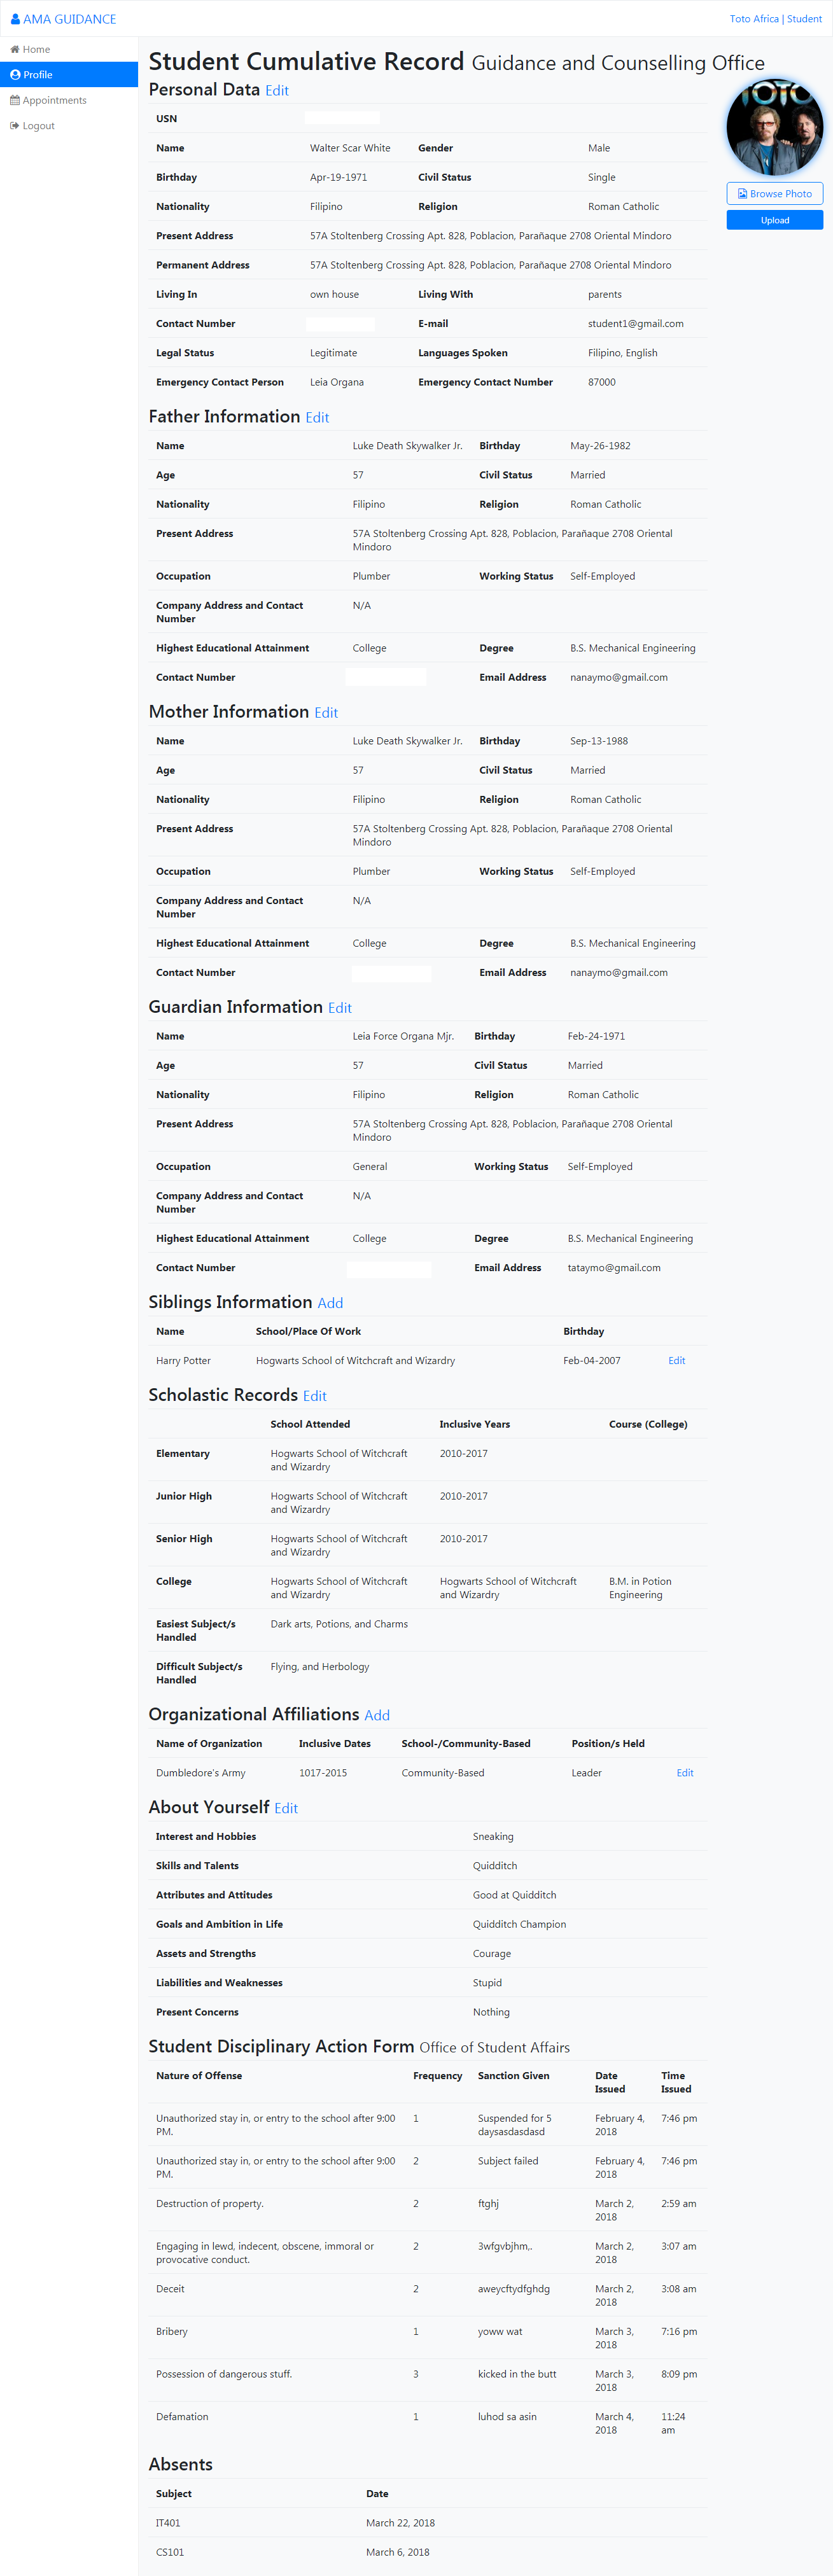 AMA GUIDANCE
Toto Africa | Student
Home
Profile
Appointments
Logout
Student Cumulative Record Guidance and Counselling Office
Personal Data Edit
TOTO
Browse Photo
Upload
USN
Name Walter Scar White Gender Male
Birthday Apr-19-1971 Civil Status Single
Nationality Filipino Religion Roman Catholic
Present Address 57A Stoltenberg Crossing Apt. 828, Poblacion, Parañaque 2708 Oriental Mindoro
Permanent Address 57A Stoltenberg Crossing Apt. 828, Poblacion, Parañaque 2708 Oriental Mindoro
Living In own house Living With parents
Contact Number E-mail student1@gmail.com
Legal Status Legitimate Languages Spoken Filipino, English
Emergency Contact Person Leia Organa Emergency Contact Number 87000
Father Information Edit
Name Luke Death Skywalker Jr. Birthday May-26-1982
Age 57 Civil Status Married
Nationality Filipino Religion Roman Catholic
Present Address 57A Stoltenberg Crossing Apt. 828, Poblacion, Parañaque 2708 Oriental
Mindoro
Occupation Plumber Working Status Self-Employed
Company Address and Contact N/A
Number
Highest Educational Attainment College Degree B.S. Mechanical Engineering
Contact Number Email Address nanaymo@gmail.com
Mother Information Edit
Name Luke Death Skywalker Jr. Birthday Sep-13-1988
Age 57 Civil Status Married
Nationality Filipino Religion Roman Catholic
Present Address 57A Stoltenberg Crossing Apt. 828, Poblacion, Parañaque 2708 Oriental
Mindoro
Occupation Plumber Working Status Self-Employed
Company Address and Contact N/A
Number
Highest Educational Attainment College Degree B.S. Mechanical Engineering
Contact Number Email Address nanaymo@gmail.com
Guardian Information Edit
Name Leia Force Organa Mjr. Birthday Feb-24-1971
Age 57 Civil Status Married
Nationality Filipino Religion Roman Catholic
Present Address 57A Stoltenberg Crossing Apt. 828, Poblacion, Parañaque 2708 Oriental
Mindoro
Occupation General Working Status Self-Employed
Company Address and Contact N/A
Number
Highest Educational Attainment College Degree B.S. Mechanical Engineering
Contact Number Email Address tataymo@gmail.com
Siblings Information Add
Name School/Place Of Work Birthday
Harry Potter Hogwarts School of Witchcraft and Wizardry Feb-04-2007 Edit
Scholastic Records Edit
School Attended Inclusive Years Course (College)
Elementary Hogwarts School of Witchcraft 2010-2017
and Wizardry
Junior High Hogwarts School of Witchcraft 2010-2017
and Wizardry
Senior High Hogwarts School of Witchcraft 2010-2017
and Wizardry
College Hogwarts School of Witchcraft Hogwarts School of Witchcraft B.M. in Potion
and Wizardry and Wizardry Engineering
Easiest Subject/s Dark arts, Potions, and Charms
Handled
Difficult Subject/s Flying, and Herbology
Handled
Organizational Affiliations Add
Name of Organization Inclusive Dates School-/Community-Based Position/s Held
Dumbledore's Army 1017-2015 Community-Based Leader Edit
About Yourself Edit
Interest and Hobbies Sneaking
Skills and Talents Quidditch
Attributes and Attitudes Good at Quidditch
Goals and Ambition in Life Quidditch Champion
Assets and Strengths Courage
Liabilities and Weaknesses Stupid
Present Concerns Nothing
Student Disciplinary Action Form Office of Student Affairs
Nature of Offense Frequency Sanction Given Date Time
Issued Issued
Unauthorized stay in, or entry to the school after 9:00 1 Suspended for 5 February 4, 7:46 pm
PM. daysasdasdasd 2018
Unauthorized stay in, or entry to the school after 9:00 2 Subject failed February 4, 7:46 pm
PM. 2018
Destruction of property. 2 ftghj March 2, 2:59 am
2018
Engaging in lewd, indecent, obscene, immoral or 2 3wfgvbjhm,. March 2, 3:07 am
provocative conduct. 2018
Deceit 2 aweycftydfghdg March 2, 3:08 am
2018
Bribery 1 yoww wat March 3, 7:16 pm
2018
Possession of dangerous stuff. 3 kicked in the butt March 3, 8:09 pm
2018
Defamation 1 luhod sa asin March 4, 11:24
2018 am
Absents
Subject Date
IT401 March 22, 2018
CS101 March 6, 2018